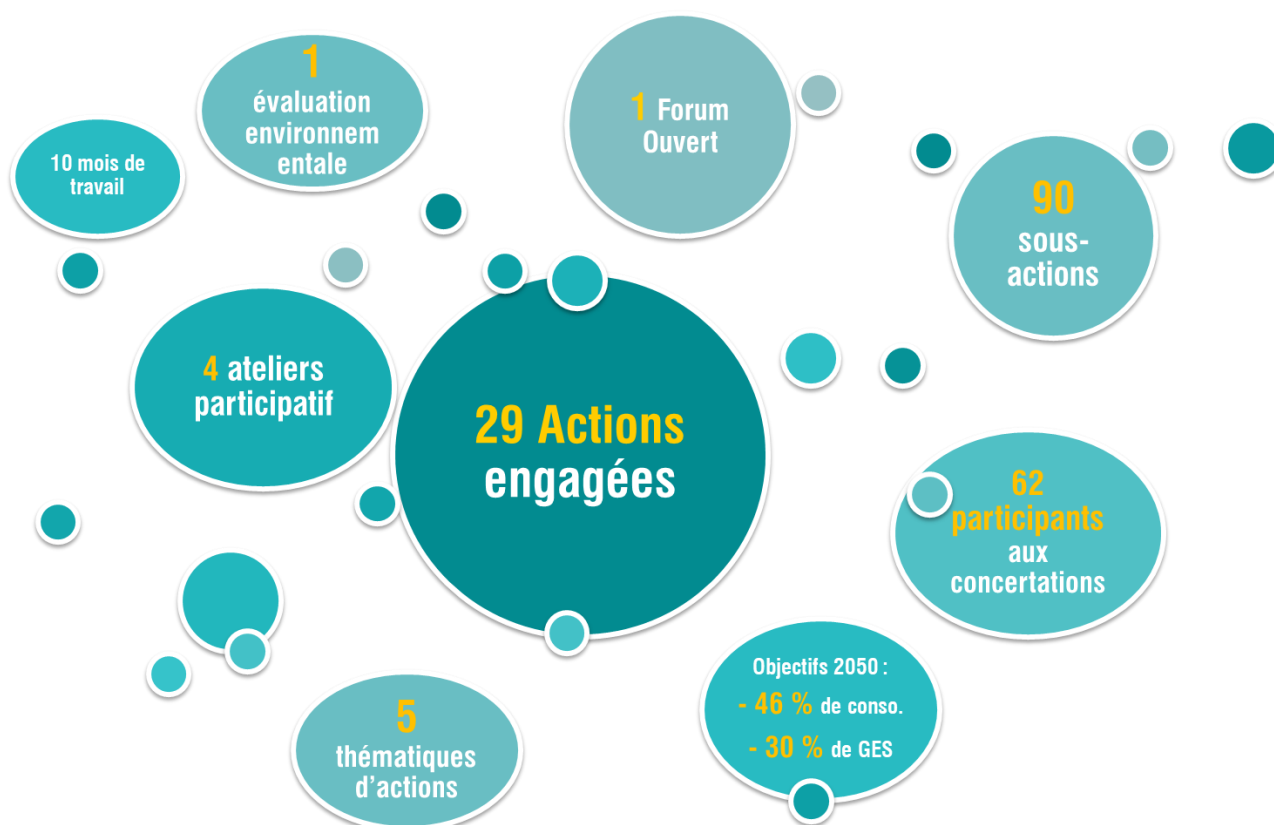 1
évaluation
environnem
entale
1 Forum
Ouvert
10 mois de
travail
90
sous-
actions
4 ateliers
participatif
29 Actions
engagées
62
participants
aux
concertations
Objectifs 2050 :
- 46 % de conso.
- 30 % de GES
5
thématiques
d'actions